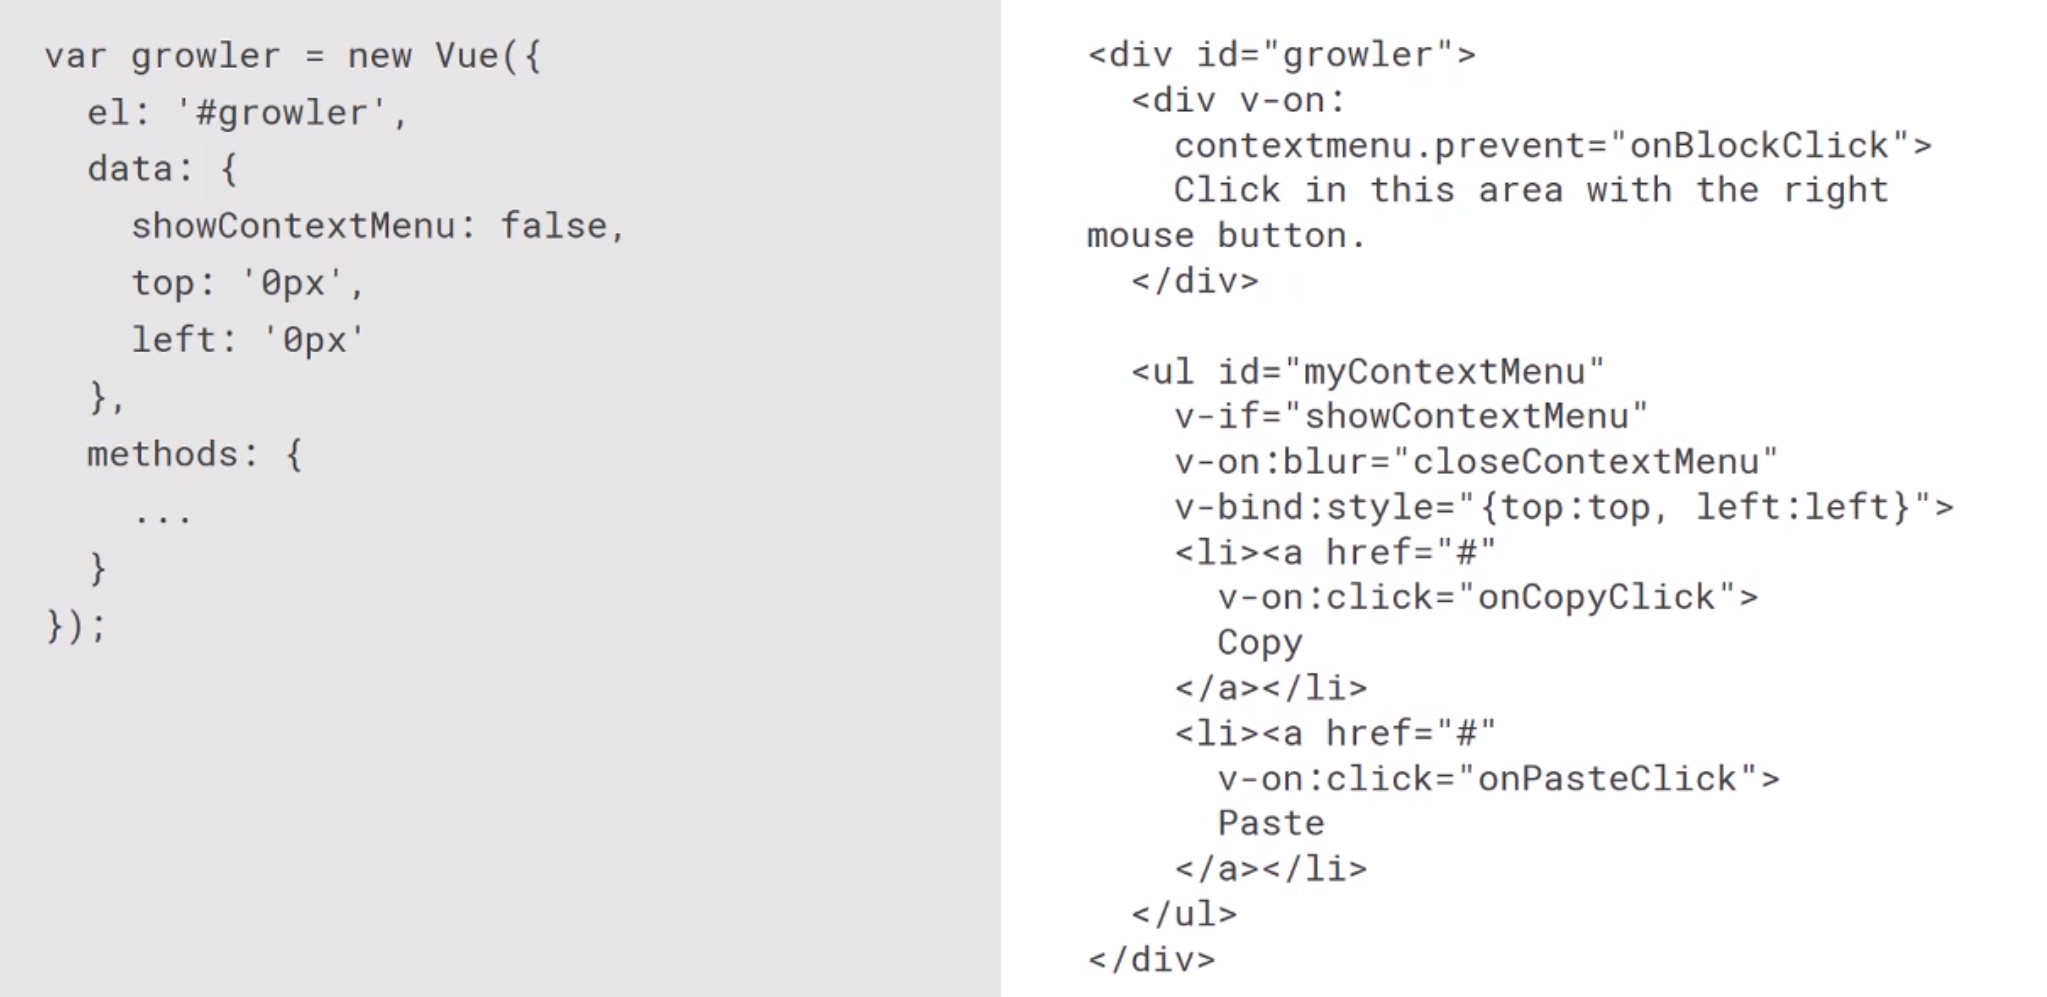 var growler = new Vue({
  el: '#growler',
  data: {
    showContextMenu: false,
    top: '0px',
    left: '0px'
  },
  methods: {
    ...
  }
});
<div id="growler">
  <div v-on:
    contextmenu.prevent="onBlockClick">
    Click in this area with the right
mouse button.
  </div>
  <ul id="myContextMenu"
    v-if="showContextMenu"
    v-on:blur="closeContextMenu"
    v-bind:style="{top:top, left:left}">
    <li><a href="#"
      v-on:click="onCopyClick">
      Copy
    </a></li>
    <li><a href="#"
      v-on:click="onPasteClick">
      Paste
    </a></li>
  </ul>
</div>